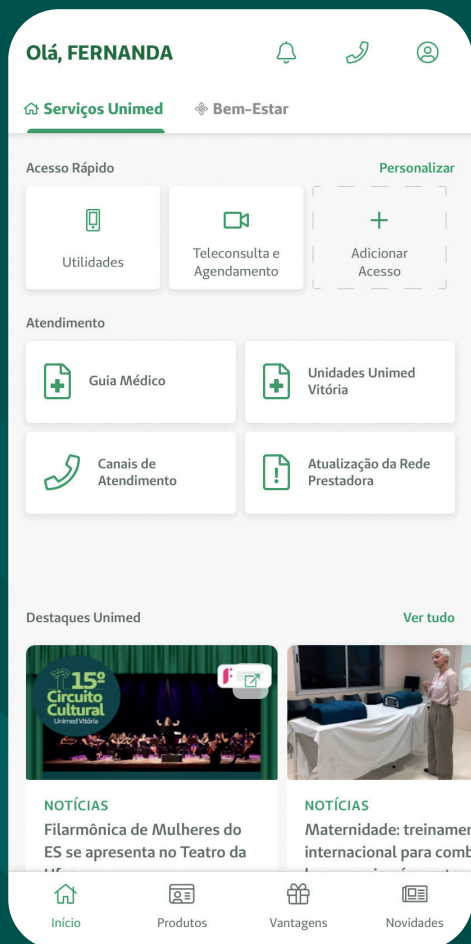 Olá, FERNANDA
Serviços Unimed
Bem-Estar
Acesso Rápido
Personalizar
Utilidades
Teleconsulta e
Agendamento
Adicionar
Acesso
Atendimento
Guia Médico
Unidades Unimed
Vitória
Canais de
Atendimento
Atualização da Rede
Prestadora
Destaques Unimed
Ver tudo
15º
Circuito
Cultural
Unimed Vitória
NOTÍCIAS
Filarmônica de Mulheres do
ES se apresenta no Teatro da
NOTÍCIAS
Maternidade: treinamen
internacional para comb
Início
Produtos
Vantagens
Novidades